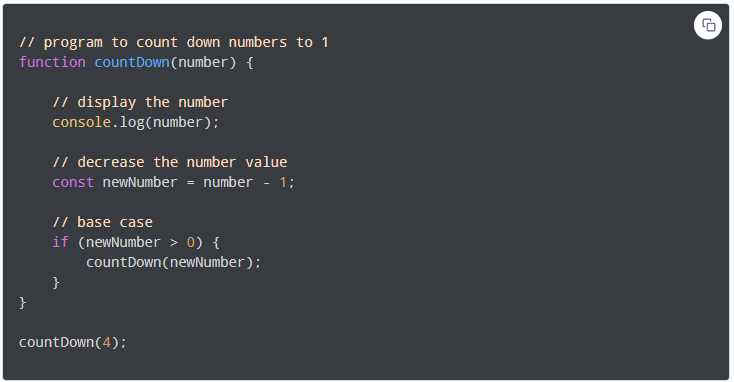 // program to count down numbers to 1
function countDown(number) {
    // display the number
    console.log(number);
    // decrease the number value
    const newNumber = number - 1;
    // base case
    if (newNumber > 0) {
        countDown(newNumber);
    }
}
countDown(4);